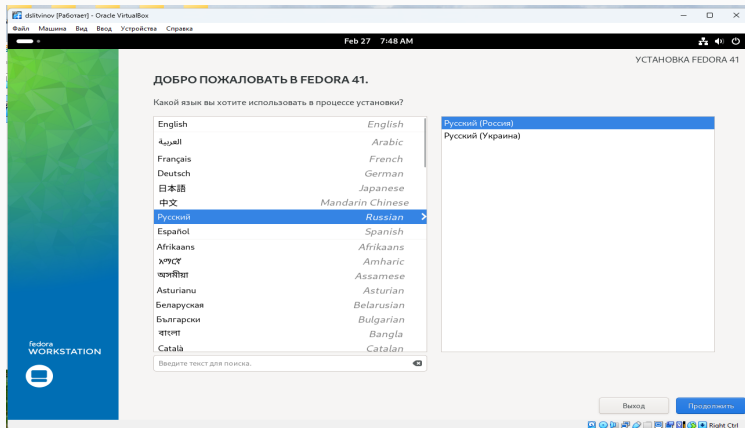 dslitvinov [Работает] - Oracle VirtualBox
Файл Машина Вид Ввод Устройства Справка
Feb 27 7:48 AM
УСТАНОВКА FEDORA 41
ДОБРО ПОЖАЛОВАТЬ В FEDORA 41.
Какой язык вы хотите использовать в процессе установки?
English English
العربية Arabic
Français French
Deutsch German
日本語 Japanese
中文 Mandarin Chinese
Русский Russian
Español Spanish
Afrikaans Afrikaans
አማርኛ Amharic
অসমীয়া Assamese
Asturianu Asturian
Беларуская Belarusian
Български Bulgarian
বাংলা Bangla
Català Catalan
Введите текст для поиска.
Русский (Россия)
Русский (Украина)
fedora
WORKSTATION
Выход
Продолжить
Right Ctrl